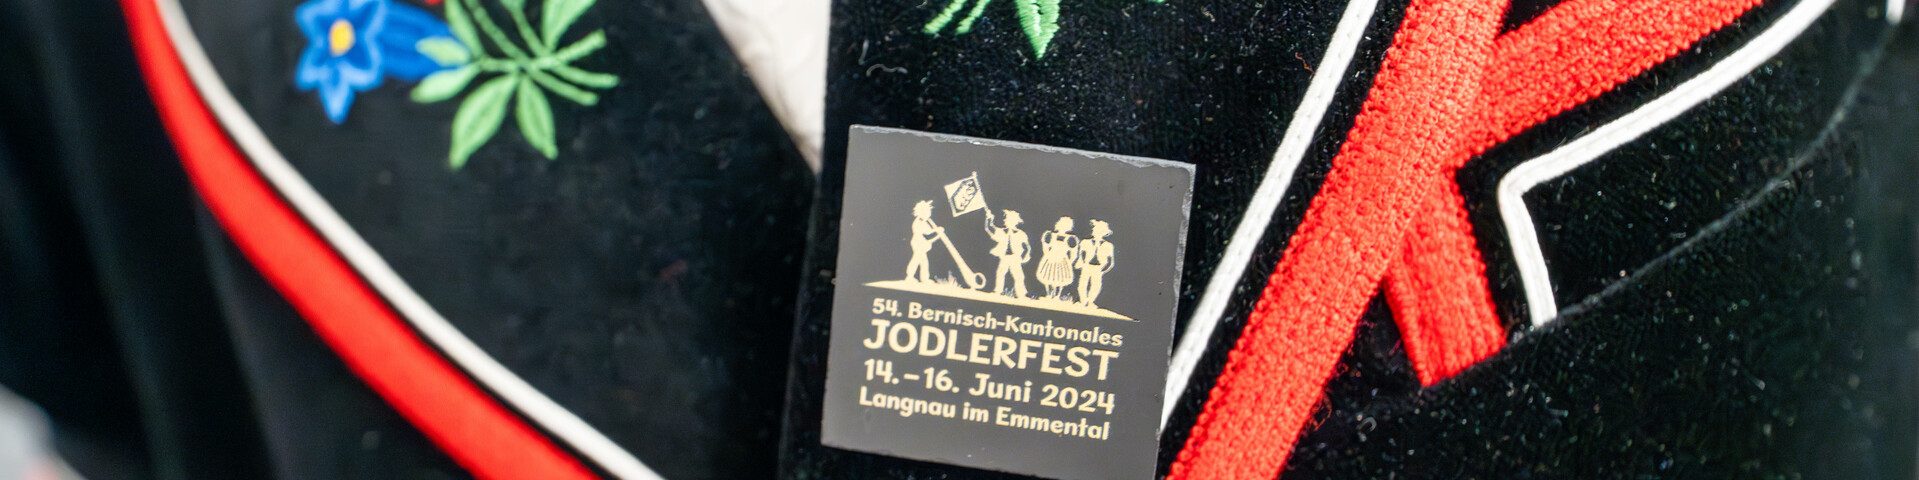 54. Bernisch-Kantonales
JODLERFEST
14. – 16. Juni 2024
Langnau im Emmental